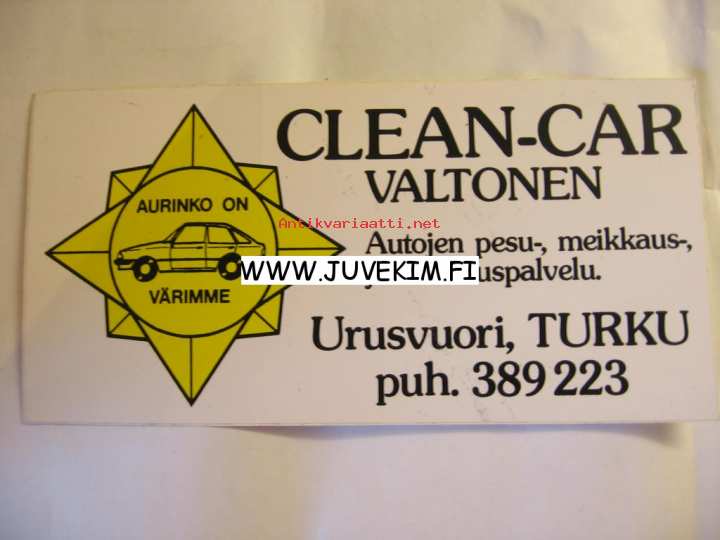 CLEAN-CAR
VALTONEN
AURINKO ON
VÄRIMME
Antikvariaatti.net
Autojen pesu-, meikkaus-,
WWW.JUVEKIM.FI
Urusvuori, TURKU
puh. 389 223